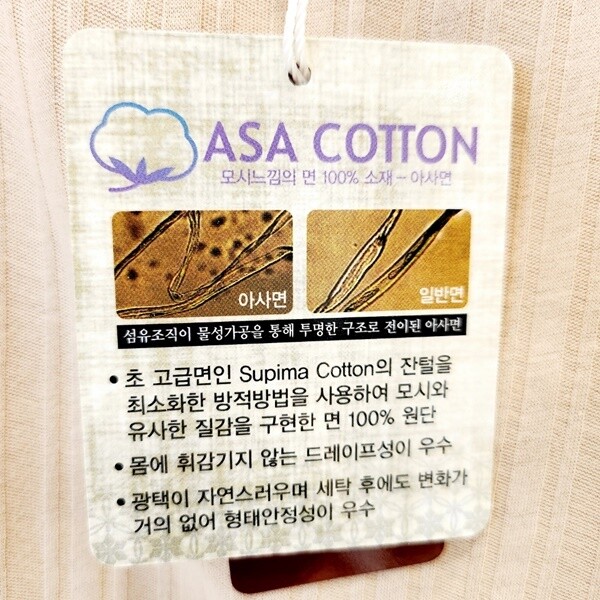 ASA COTTON
모시느낌의 면 100% 소재 – 아사면
아사면
일반면
섬유조직이 물성가공을 통해 투명한 구조로 전이된 아사면
• 초 고급면인 Supima Cotton의 잔털을
최소화한 방적방법을 사용하여 모시와
유사한 질감을 구현한 면 100% 원단
• 몸에 휘감기지 않는 드레이프성이 우수
• 광택이 자연스러우며 세탁 후에도 변화가
거의 없어 형태안정성이 우수